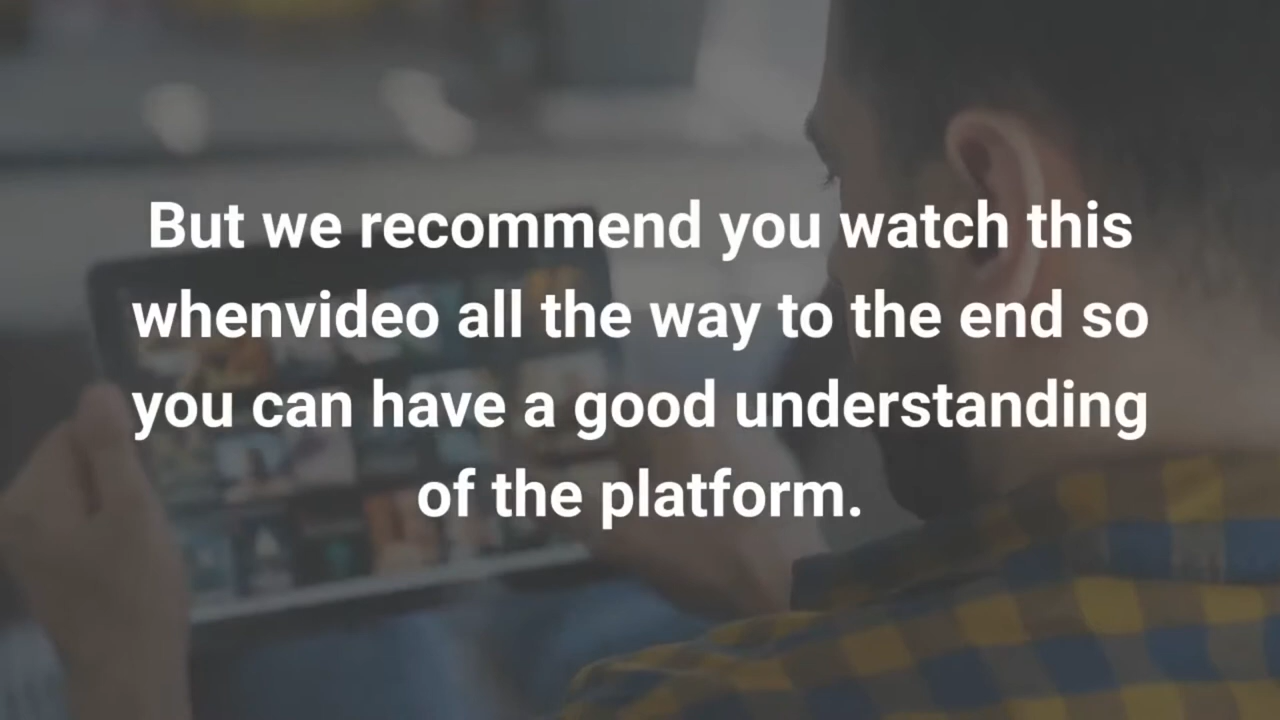 But we recommend you watch this
whenvideo all the way to the end so
you can have a good understanding
of the platform.